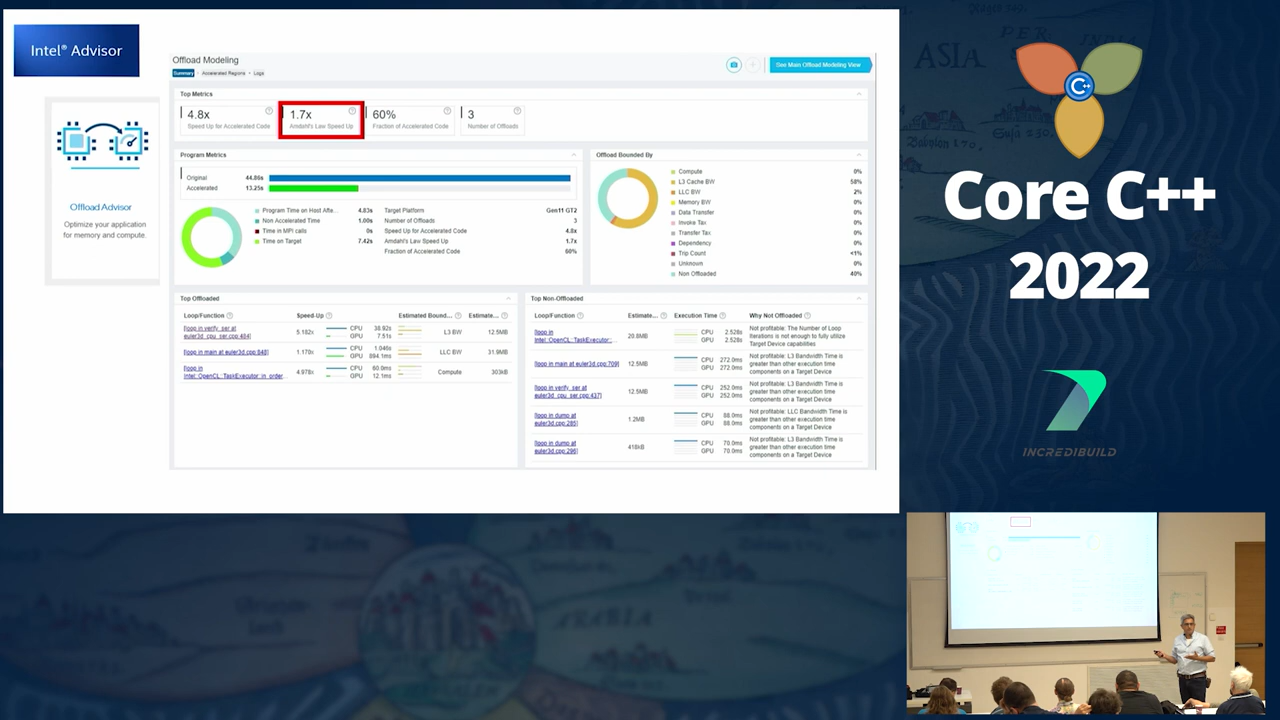 Intel® Advisor
Offload Advisor
Optimize your application
for memory and compute.
Offload Modeling
Summary • Accelerated Regions • Logs
See Main Offload Modeling View
Top Metrics
4.8x
Speed Up for Accelerated Code
1.7x
Amdahl's Law Speed Up
60%
Fraction of Accelerated Code
3
Number of Offloads
Program Metrics
Original 44.86s
Accelerated 13.25s
Program Time on Host Afte... 4.83s
Non Accelerated Time 1.00s
Time in MPI calls 0s
Time on Target 7.42s
Target Platform Gen11 GT2
Number of Offloads 3
Speed Up for Accelerated Code 4.8x
Amdahl's Law Speed Up 1.7x
Fraction of Accelerated Code 60%
Offload Bounded By
Compute 0%
L3 Cache BW 58%
LLC BW 2%
Memory BW 0%
Data Transfer 0%
Invoke Tax 0%
Transfer Tax 0%
Dependency 0%
Trip Count <1%
Unknown 0%
Non Offloaded 40%
Top Offloaded
Loop/Function Speed-Up Estimated Bound... Estimate...
[loop in verify_ser at
euler3d_cpu_ser.cpp:484] 5.182x CPU 38.92s GPU 7.51s L3 BW 12.5MB
[loop in main at euler3d.cpp:848] 1.170x CPU 1.046s GPU 894.1ms LLC BW 31.9MB
[loop in
Intel::OpenCL::TaskExecutor::in_order... 4.978x CPU 60.0ms GPU 12.1ms Compute 303kB
Top Non-Offloaded
Loop/Function Estimate... Execution Time Why Not Offloaded
[loop in
Intel::OpenCL::TaskExecutor::... 20.8MB CPU 2.528s GPU 2.528s
Not profitable: The Number of Loop
Iterations is not enough to fully utilize
Target Device capabilities
[loop in main at euler3d.cpp:709] 12.5MB CPU 272.0ms GPU 272.0ms
Not profitable: L3 Bandwidth Time is
greater than other execution time
components on a Target Device
[loop in verify_ser at
euler3d_cpu_ser.cpp:437] 12.5MB CPU 252.0ms GPU 252.0ms
Not profitable: L3 Bandwidth Time is
greater than other execution time
components on a Target Device
[loop in dump at
euler3d.cpp:285] 1.2MB CPU 88.0ms GPU 88.0ms
Not profitable: LLC Bandwidth Time is
greater than other execution time
components on a Target Device
[loop in dump at
euler3d.cpp:296] 418kB CPU 70.0ms GPU 70.0ms
Not profitable: L3 Bandwidth Time is
greater than other execution time
components on a Target Device
ASIA
PER
INDIA
C++
Core C++
2022
INCREDIBUILD
ARABIA